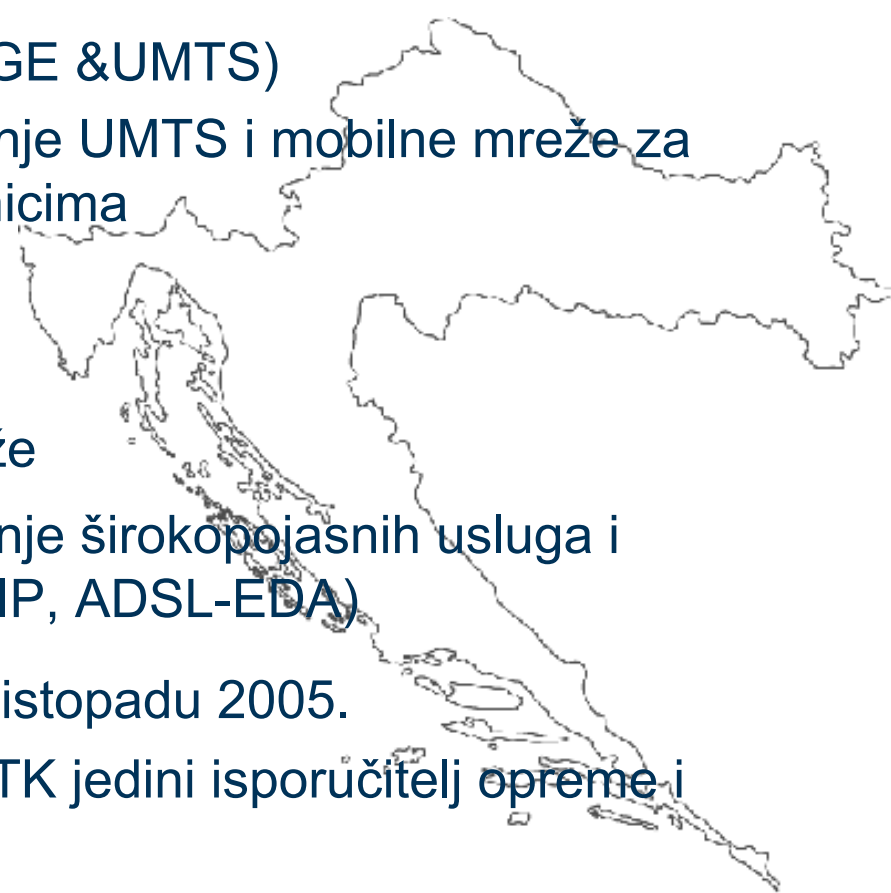 GE &UMTS)
nje UMTS i mobilne mreže za
nicima
že
nje širokopojasnih usluga i
IP, ADSL-EDA)
listopadu 2005.
TK jedini isporučitelj opreme i